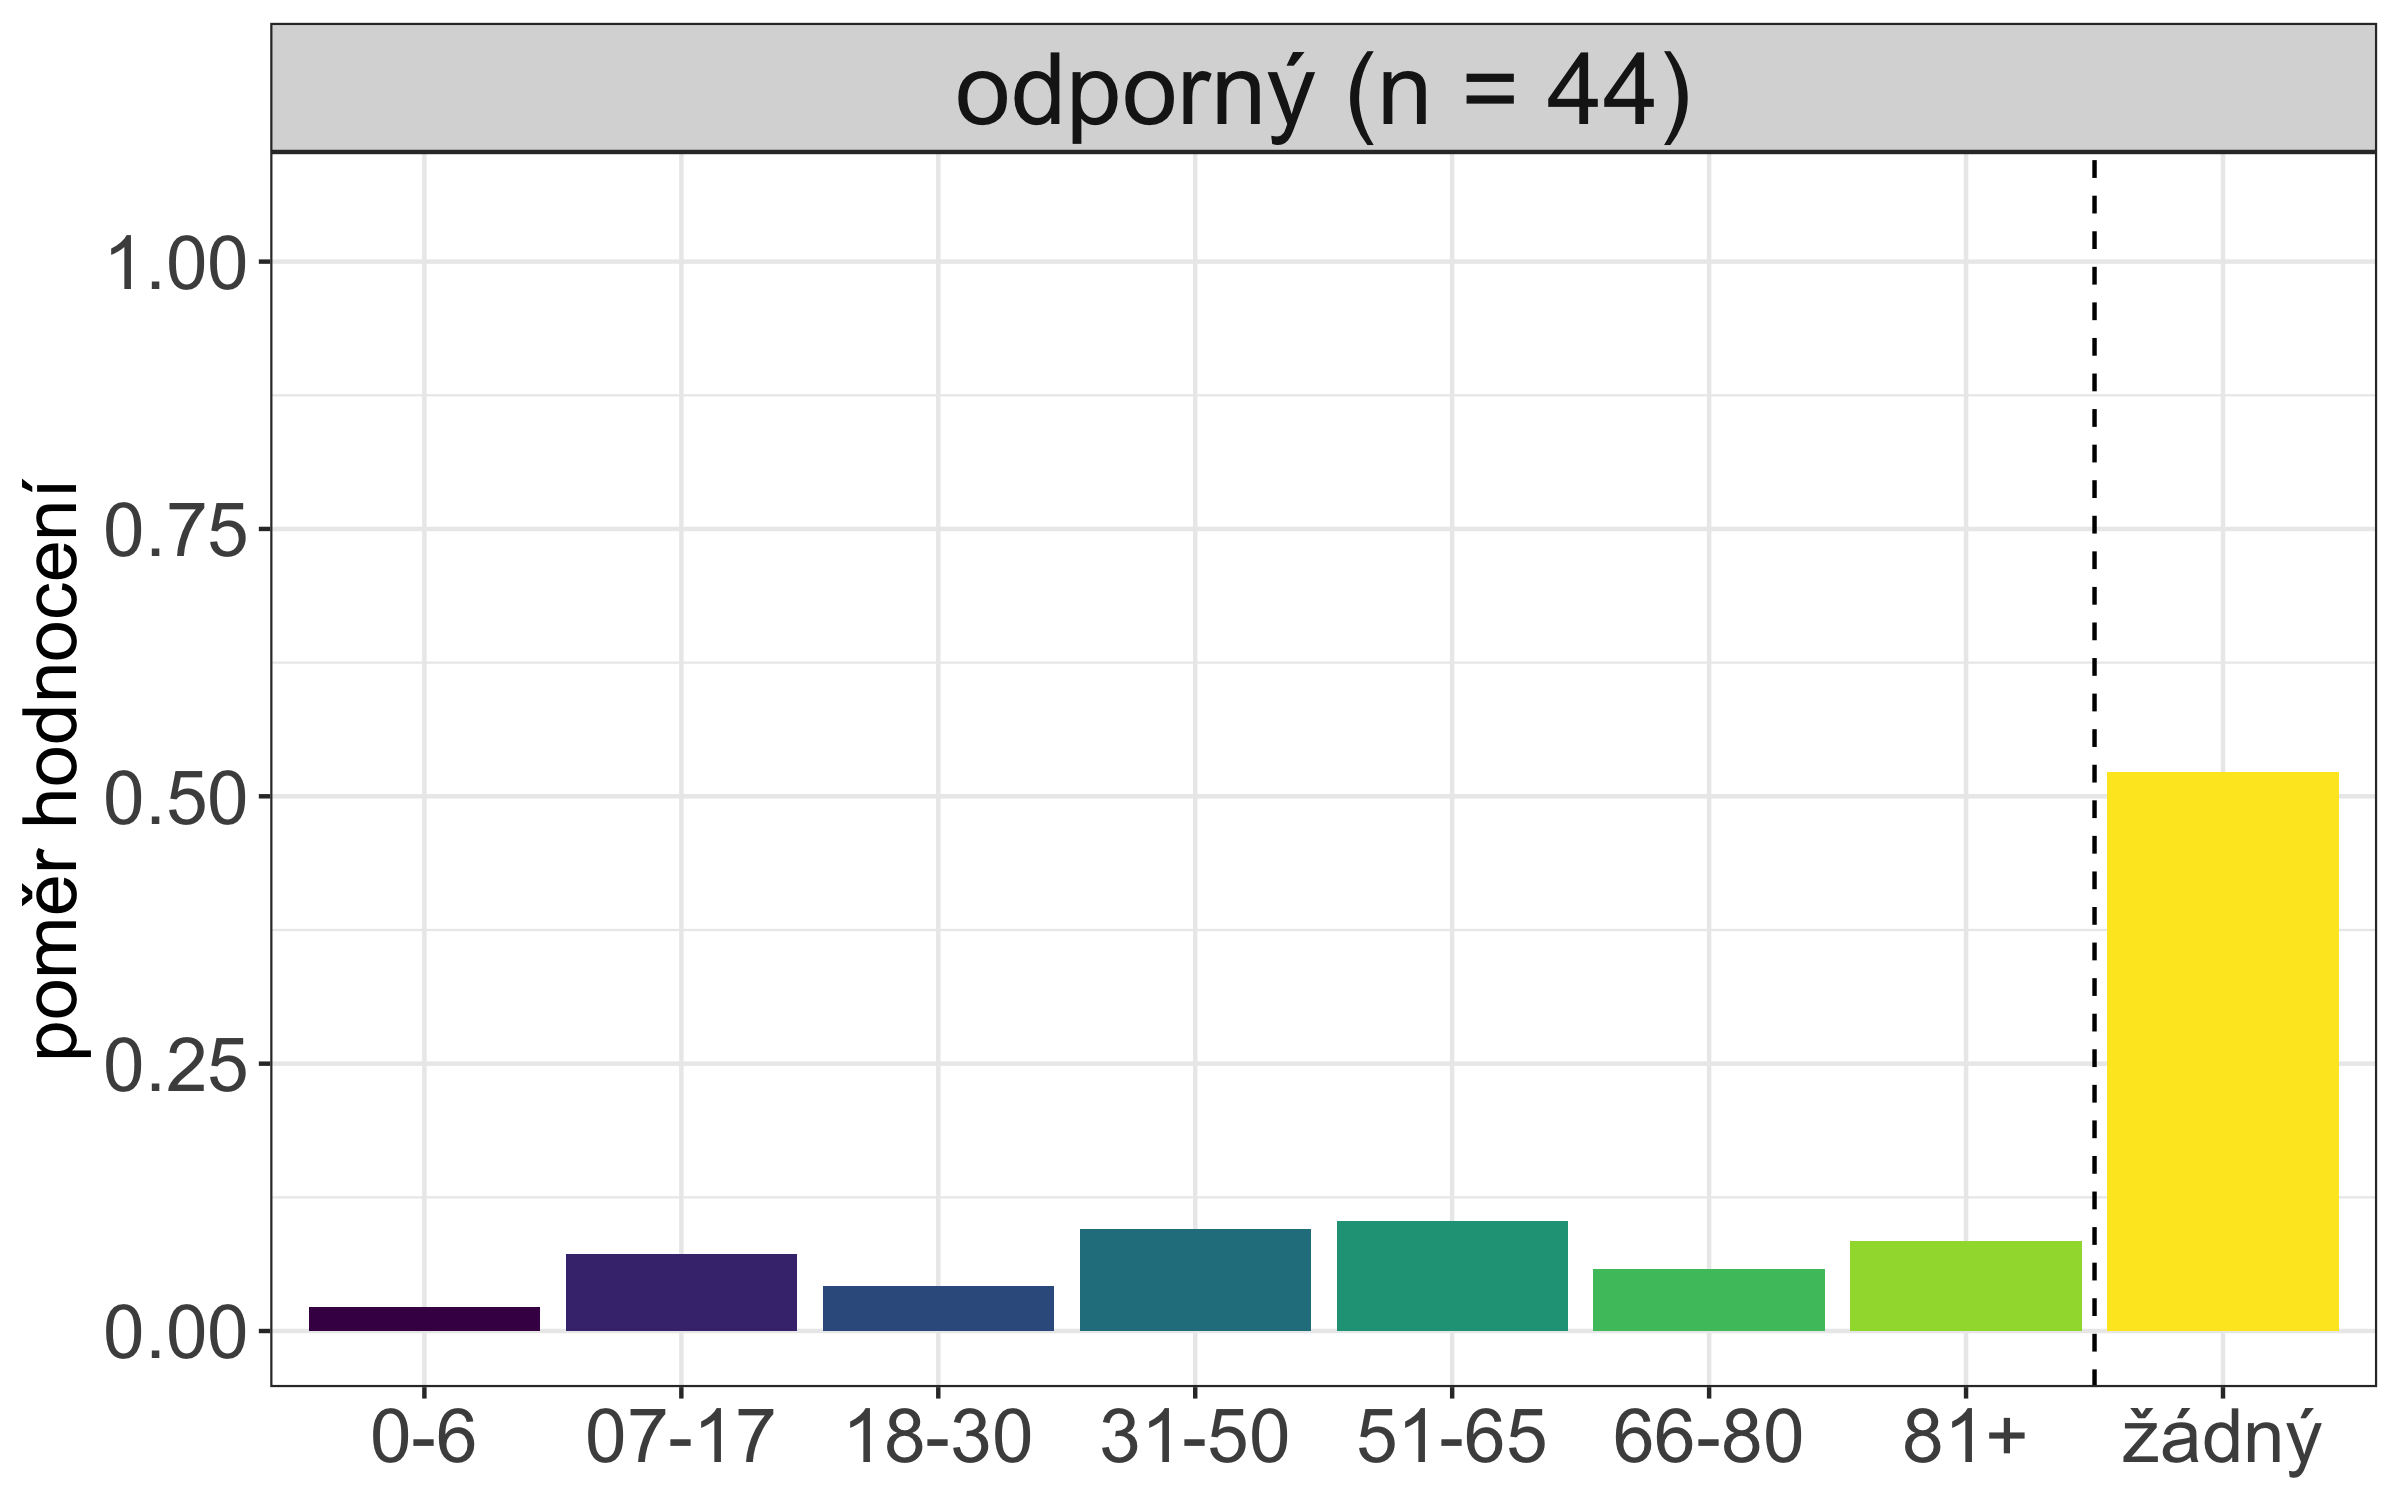 odporný (n = 44)
poměr hodnocení
1.00
0.75
0.50
0.25
0.00
0-6 07-17 18-30 31-50 51-65 66-80 81+ žádný